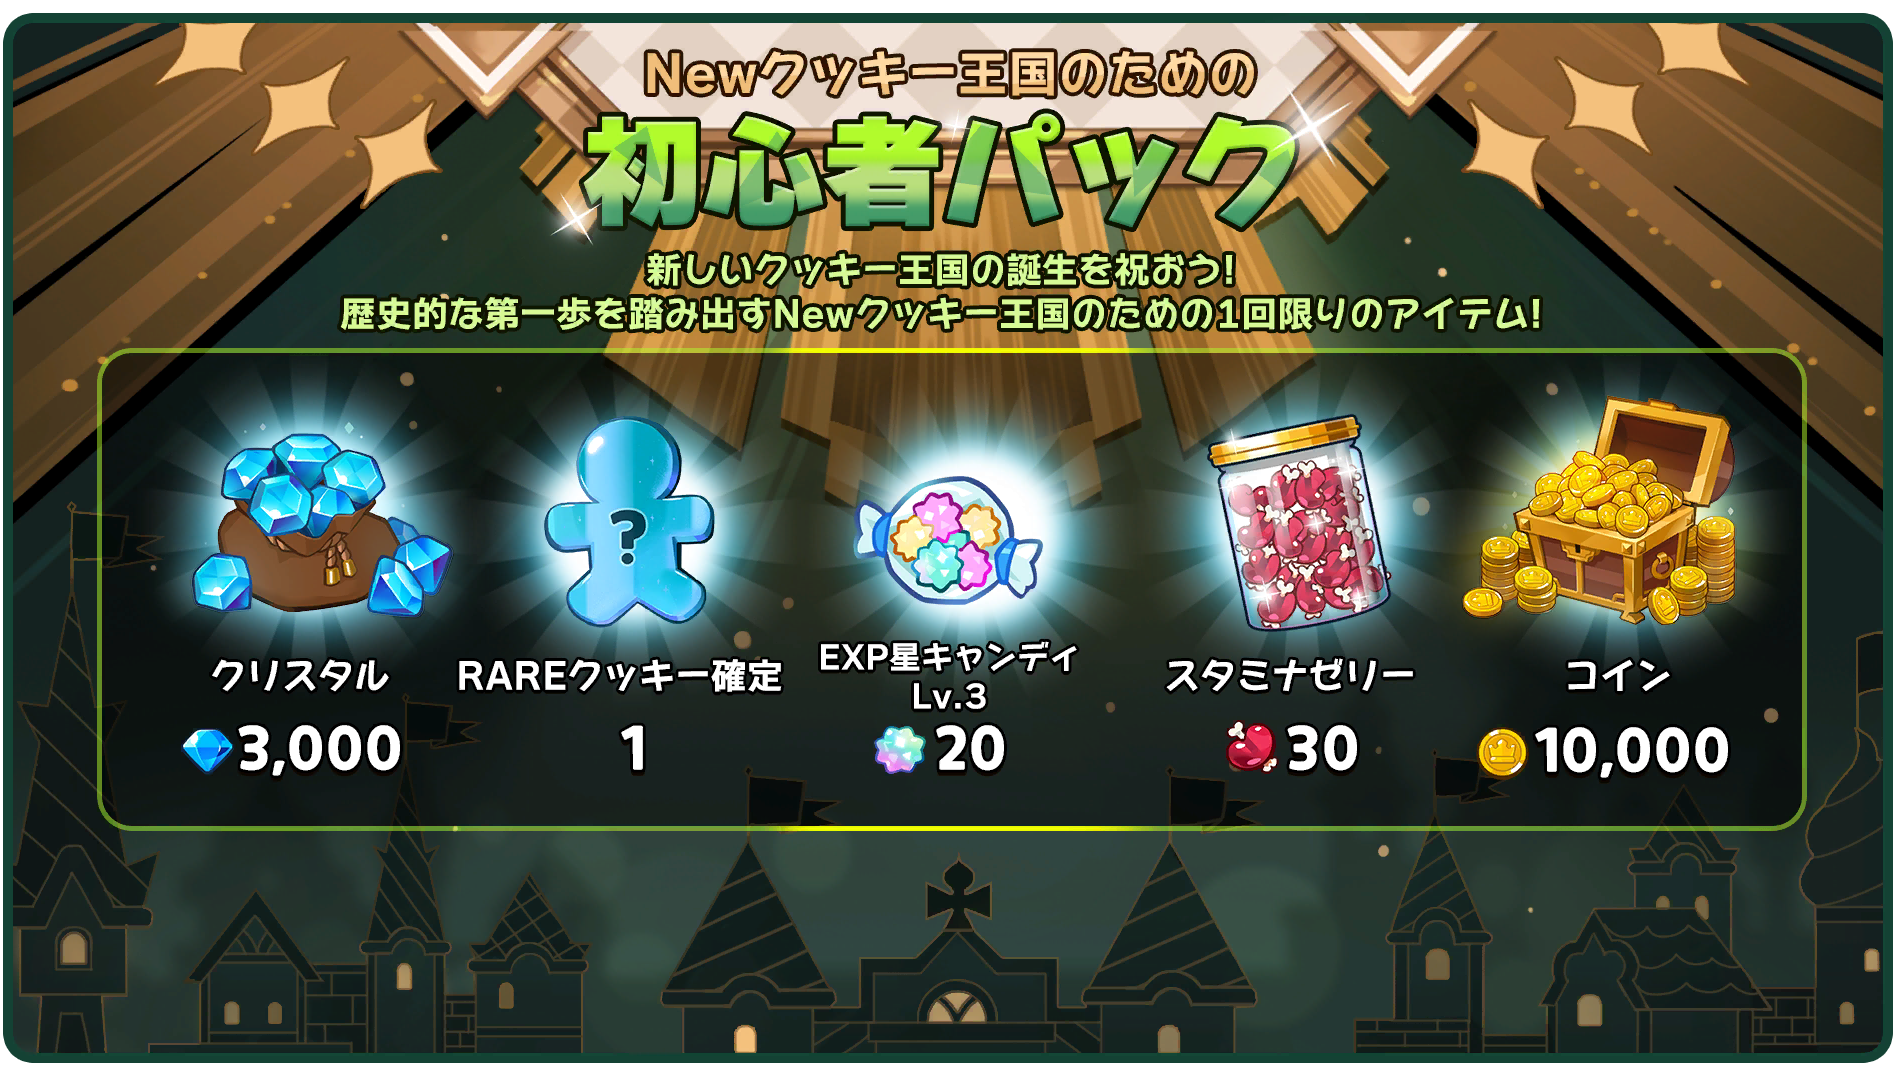 Newクッキー王国のための
初心者パック
新しいクッキー王国の誕生を祝おう!
歴史的な第一歩を踏み出すNewクッキー王国のための1回限りのアイテム!
?
クリスタル
3,000
RAREクッキー確定
1
EXP星キャンディ
Lv.3
20
スタミナゼリー
30
コイン
10,000